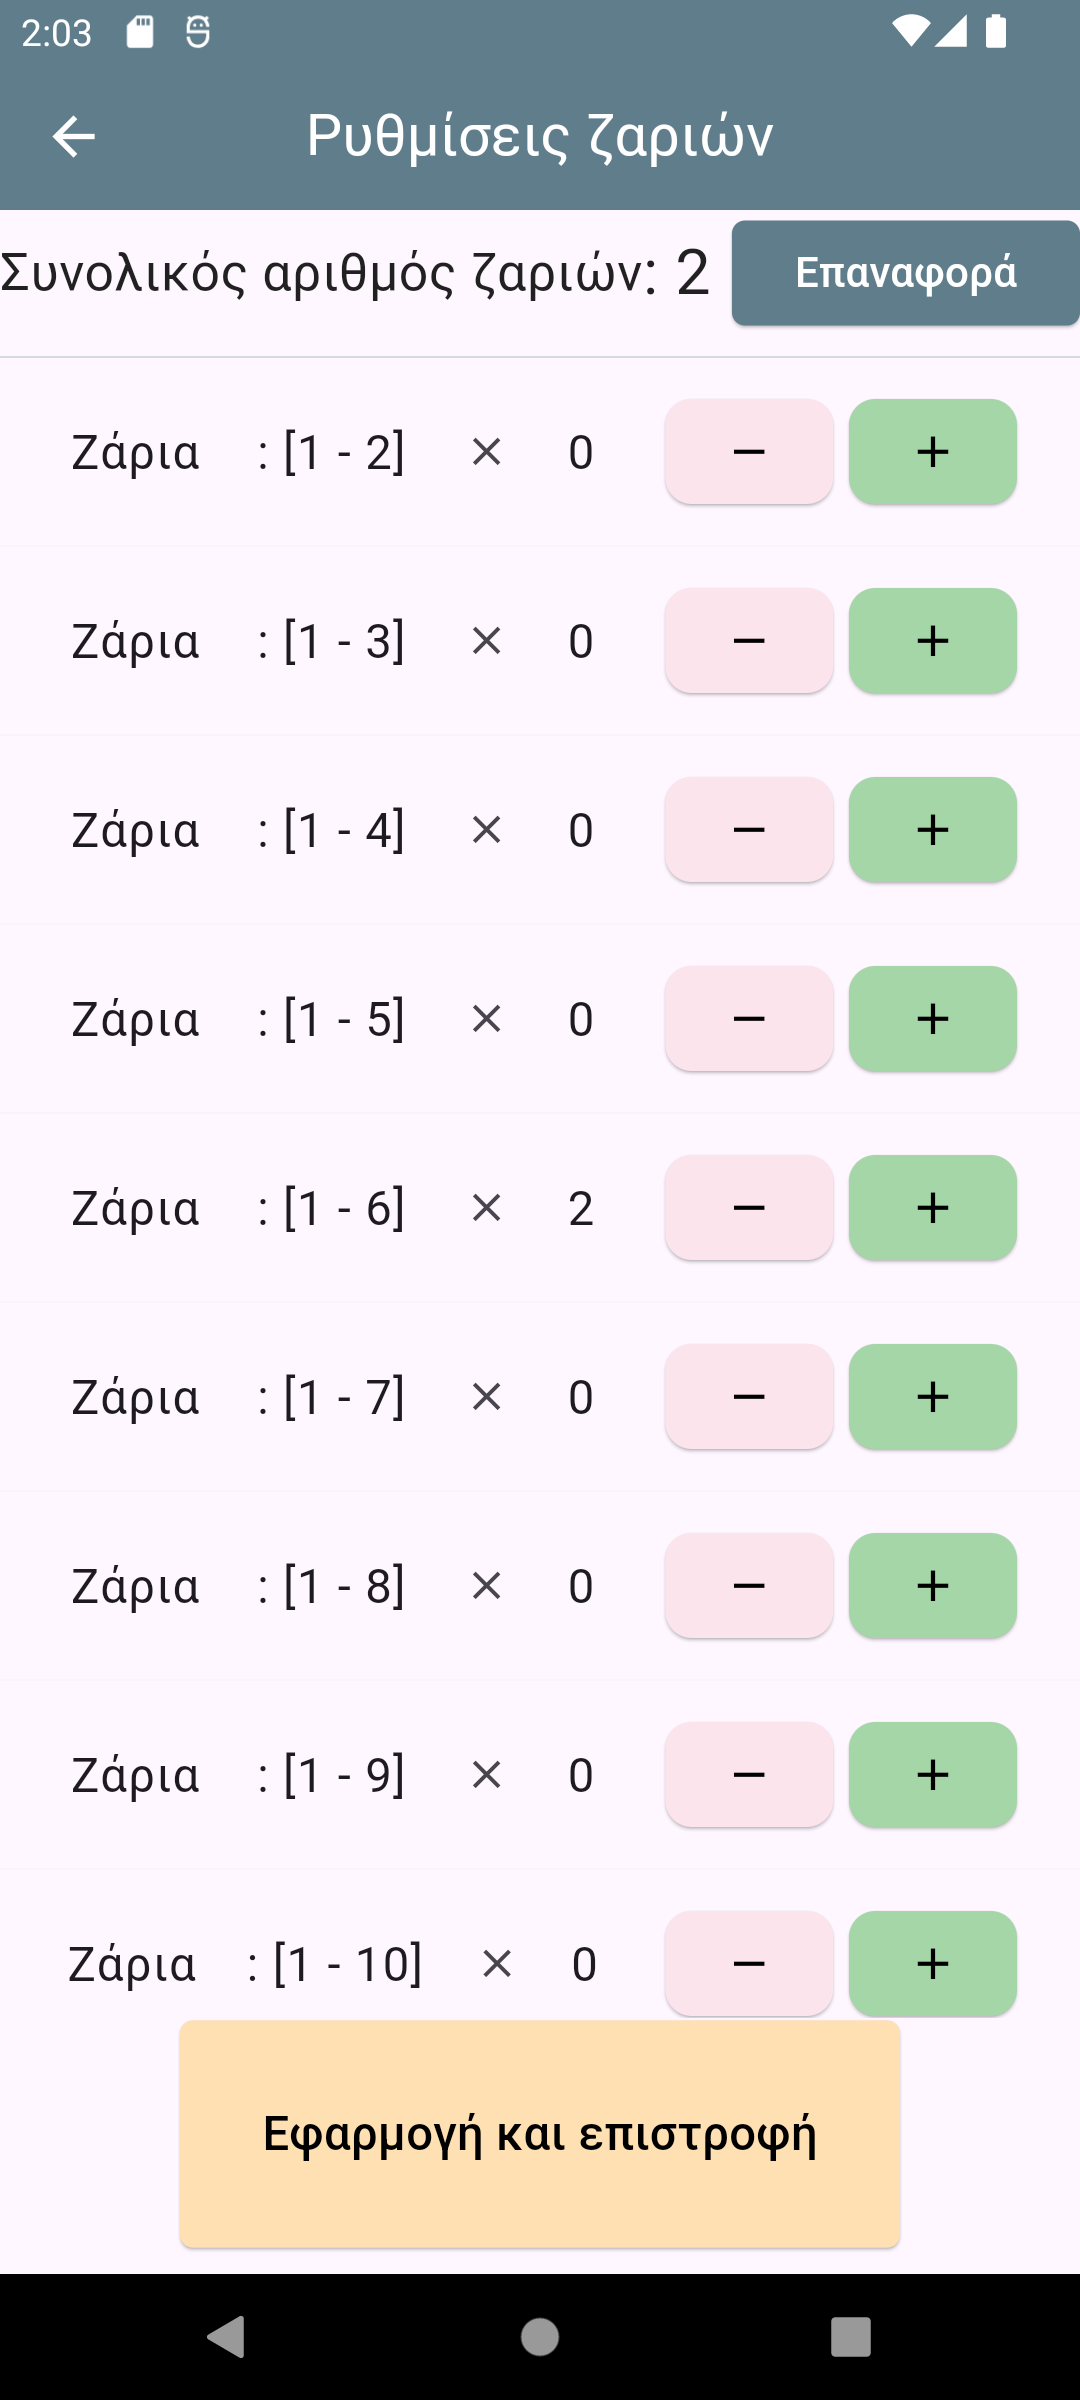 2:03
Ρυθμίσεις ζαριών
Συνολικός αριθμός ζαριών: 2 Επαναφορά
Ζάρια : [1 - 2] × 0 − +
Ζάρια : [1 - 3] × 0 − +
Ζάρια : [1 - 4] × 0 − +
Ζάρια : [1 - 5] × 0 − +
Ζάρια : [1 - 6] × 2 − +
Ζάρια : [1 - 7] × 0 − +
Ζάρια : [1 - 8] × 0 − +
Ζάρια : [1 - 9] × 0 − +
Ζάρια : [1 - 10] × 0 − +
Εφαρμογή και επιστροφή